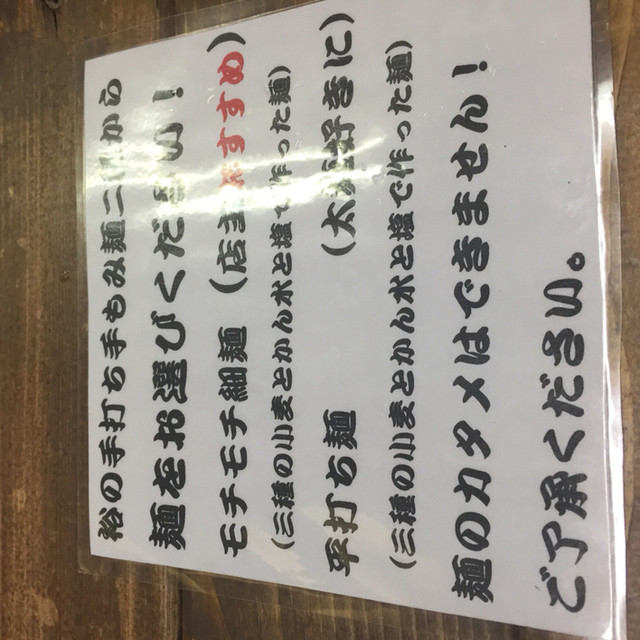 裕の手打ち手もみ麺二種から
麺をお選びください！
モチモチ細麺（店主おすすめ）
（三種の小麦とかん水と塩で作った麺）
平打ち麺（太麺好きに）
（三種の小麦とかん水と塩で作った麺）
麺のカタメはできません！
ご了承ください。